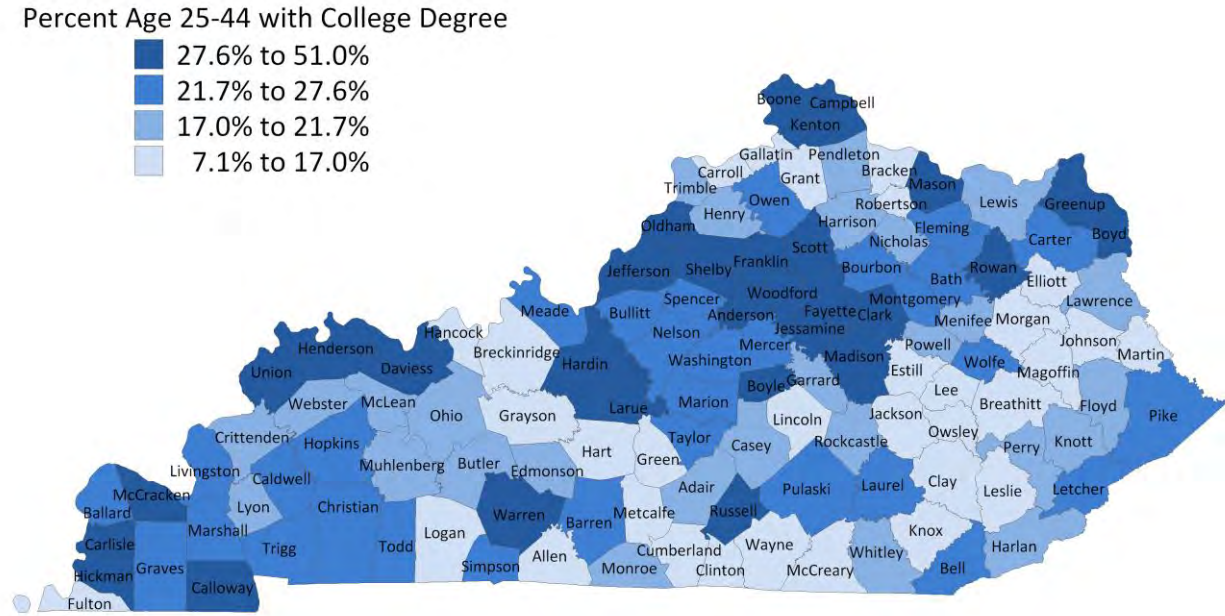 Percent Age 25-44 with College Degree
27.6% to 51.0%
21.7% to 27.6%
17.0% to 21.7%
7.1% to 17.0%
Boone
Campbell
Kenton
Gallatin
Pendleton
Carroll
Grant
Bracken
Mason
Trimble
Owen
Robertson
Lewis
Greenup
Henry
Harrison
Fleming
Oldham
Nicholas
Carter
Boyd
Scott
Jefferson
Shelby
Franklin
Bourbon
Rowan
Bath
Elliott
Woodford
Spencer
Montgomery
Lawrence
Meade
Bullitt
Anderson
Fayette
Clark
Menifee
Morgan
Hancock
Nelson
Jessamine
Mercer
Powell
Johnson
Henderson
Breckinridge
Washington
Madison
Wolfe
Martin
Union
Daviess
Hardin
Estill
Magoffin
Boyle
Garrard
Lee
Webster
McLean
Larue
Marion
Breathitt
Floyd
Ohio
Grayson
Lincoln
Jackson
Pike
Crittenden
Hopkins
Taylor
Casey
Rockcastle
Owsley
Perry
Knott
Livingston
Muhlenberg
Butler
Hart
Green
Caldwell
Edmonson
Clay
McCracken
Adair
Pulaski
Laurel
Leslie
Letcher
Ballard
Lyon
Christian
Warren
Barren
Metcalfe
Russell
Marshall
Carlisle
Logan
Knox
Trigg
Todd
Allen
Cumberland
Wayne
Whitley
Harlan
Graves
Simpson
Monroe
Clinton
McCreary
Bell
Hickman
Calloway
Fulton